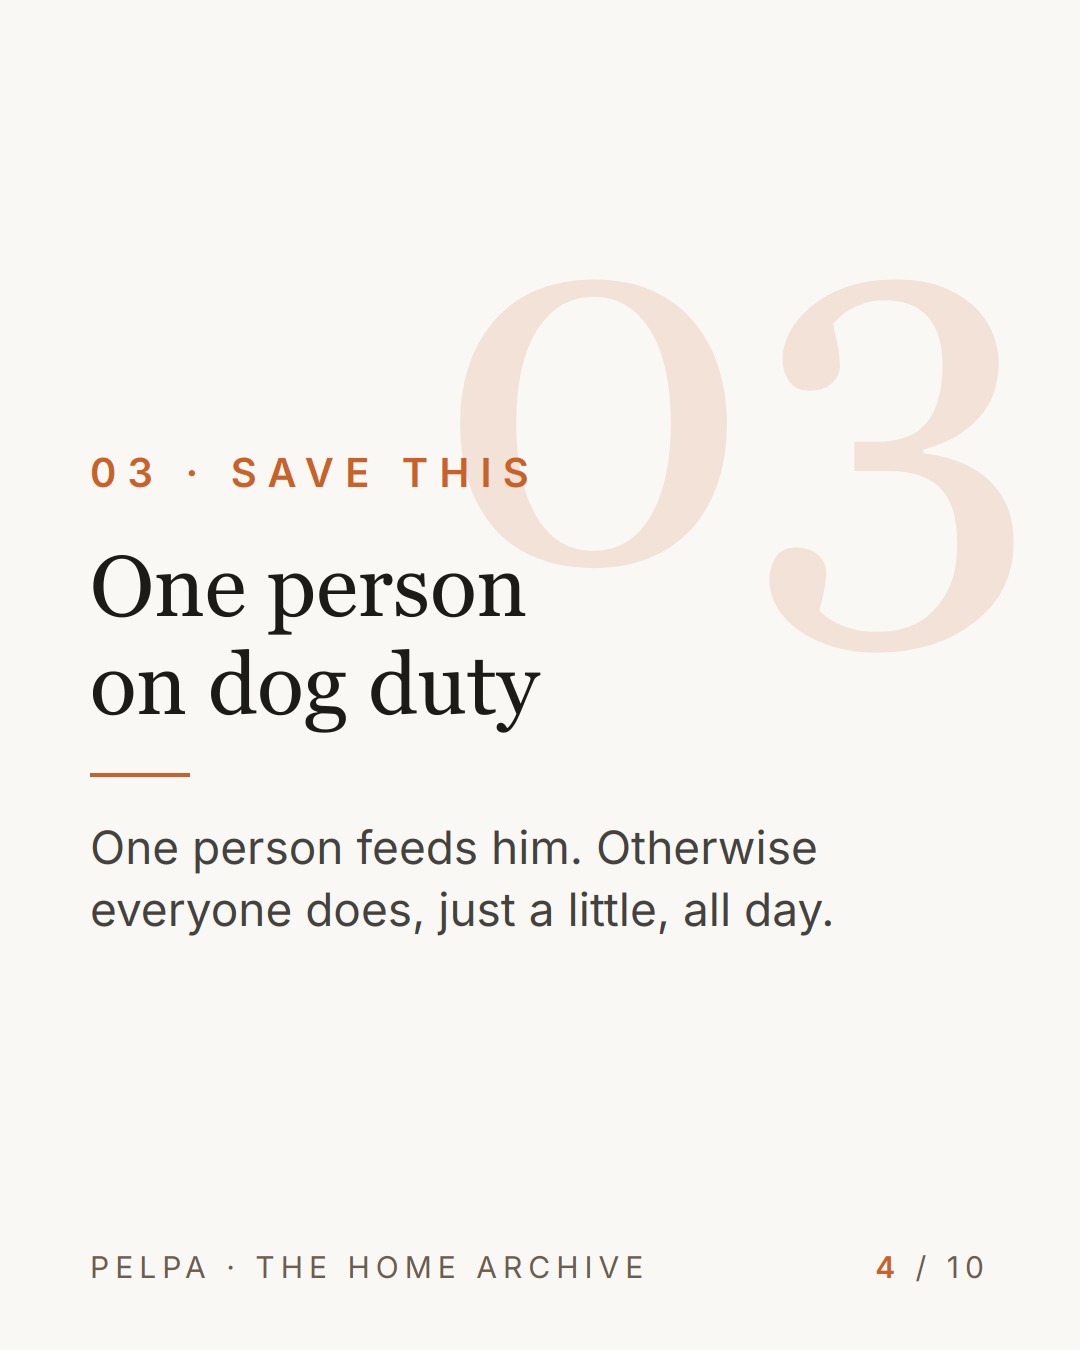 03
03 · SAVE THIS
One person
on dog duty
One person feeds him. Otherwise
everyone does, just a little, all day.
PELPA · THE HOME ARCHIVE
4 / 10